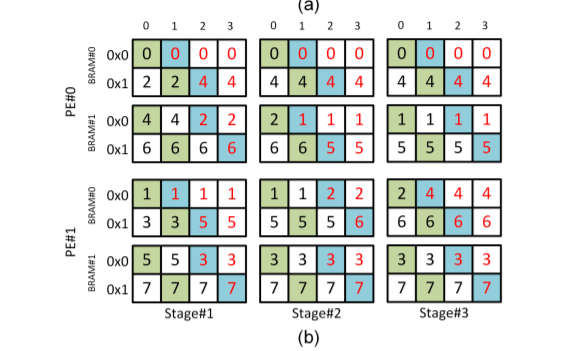 (a)
0 1 2 3 0 1 2 3 0 1 2 3
PE#0
BRAM#0
0x0 0 0 0 0 0 0 0 0 0 0 0 0
0x1 2 2 4 4 4 4 4 4 4 4 4 4
BRAM#1
0x0 4 4 2 2 2 1 1 1 1 1 1 1
0x1 6 6 6 6 6 6 5 5 5 5 5 5
PE#1
BRAM#0
0x0 1 1 1 1 1 1 2 2 2 4 4 4
0x1 3 3 5 5 5 5 5 6 6 6 6 6
BRAM#1
0x0 5 5 3 3 3 3 3 3 3 3 3 3
0x1 7 7 7 7 7 7 7 7 7 7 7 7
Stage#1 Stage#2 Stage#3
(b)